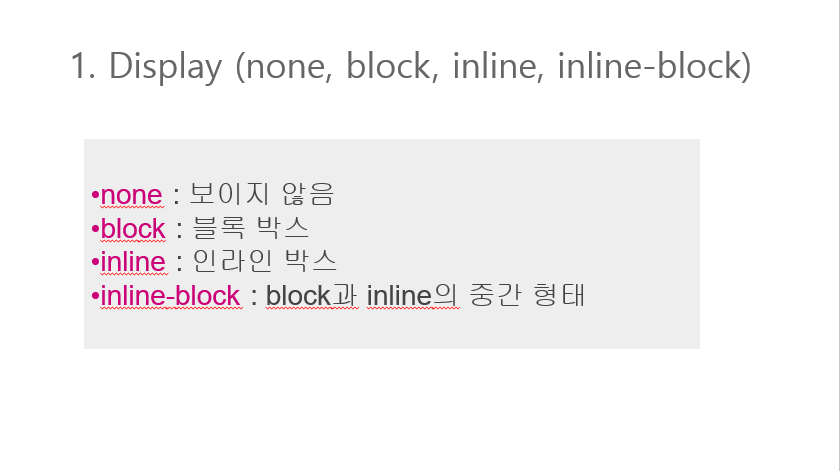 1. Display (none, block, inline, inline-block)
•none : 보이지 않음
•block : 블록 박스
•inline : 인라인 박스
•inline-block : block과 inline의 중간 형태